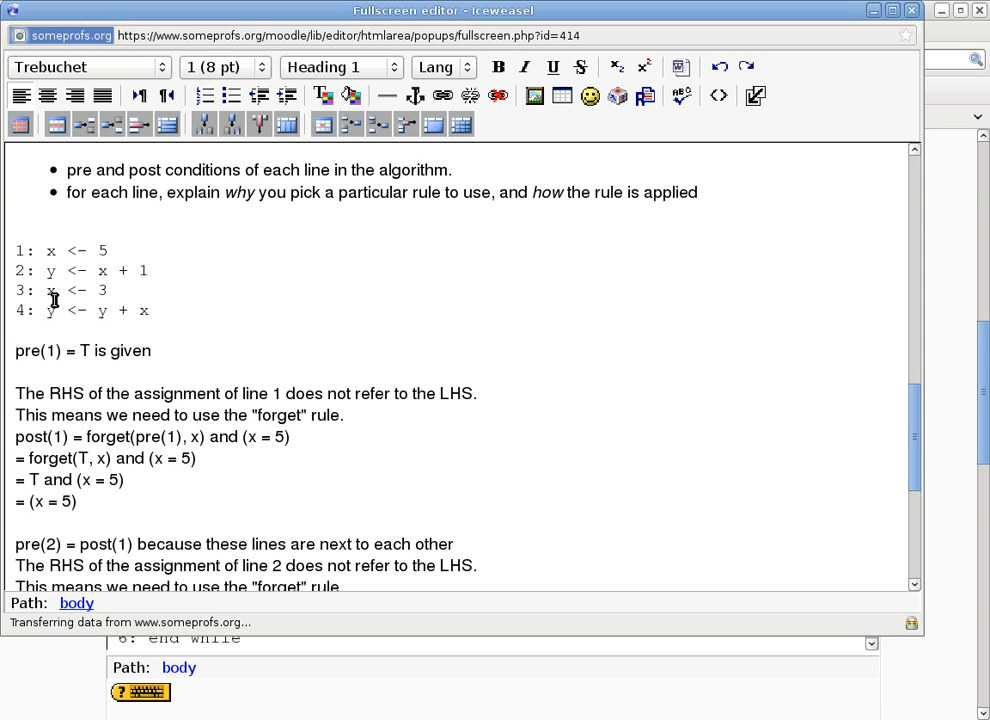 Fullscreen editor - Iceweasel
someprofs.org https://www.someprofs.org/moodle/lib/editor/htmlarea/popups/fullscreen.php?id=414
Trebuchet 1 (8 pt) Heading 1 Lang B I U S x2 x2
pre and post conditions of each line in the algorithm.
for each line, explain why you pick a particular rule to use, and how the rule is applied
1: x <- 5
2: y <- x + 1
3: x <- 3
4: y <- y + x
pre(1) = T is given
The RHS of the assignment of line 1 does not refer to the LHS.
This means we need to use the "forget" rule.
post(1) = forget(pre(1), x) and (x = 5)
= forget(T, x) and (x = 5)
= T and (x = 5)
= (x = 5)
pre(2) = post(1) because these lines are next to each other
The RHS of the assignment of line 2 does not refer to the LHS.
This means we need to use the "forget" rule
Path: body
Transferring data from www.someprofs.org...
6: end while
Path: body
?